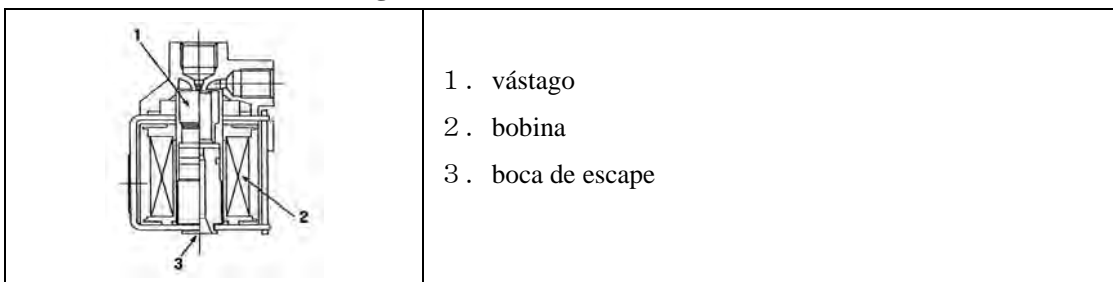 1
2
3
１．vástago
２．bobina
３．boca de escape